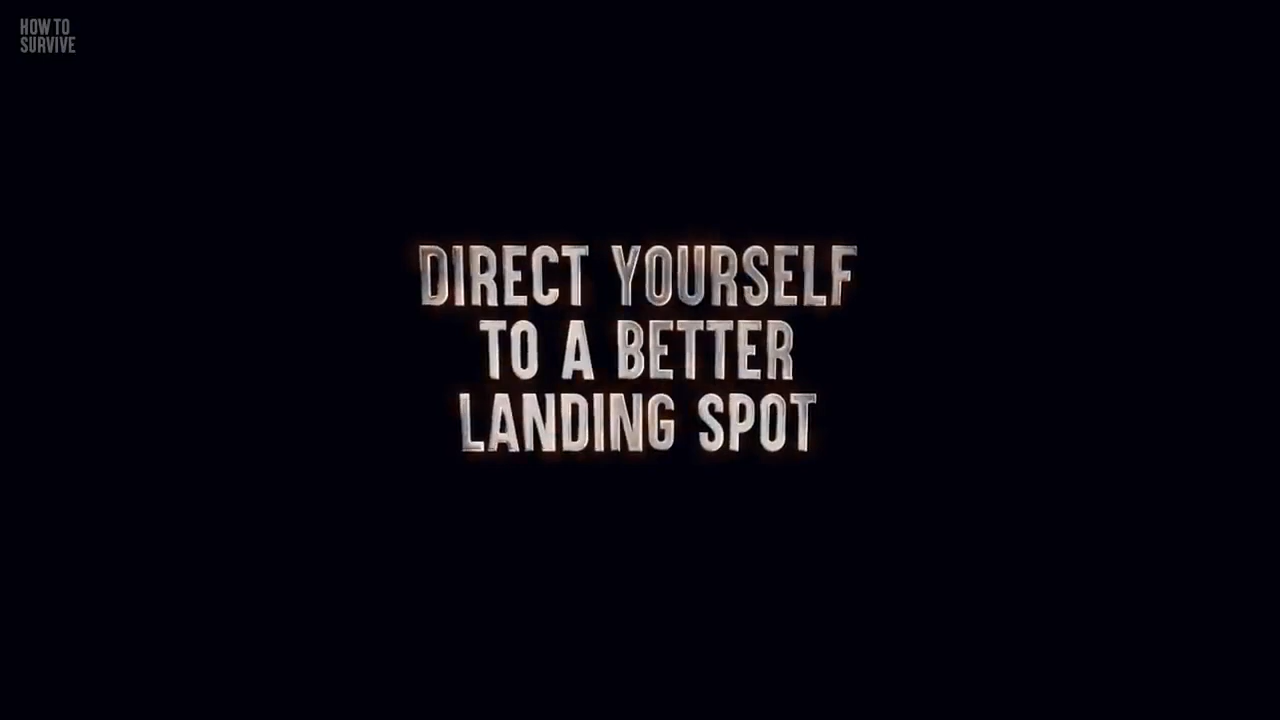 HOW TO
SURVIVE
DIRECT YOURSELF
TO A BETTER
LANDING SPOT